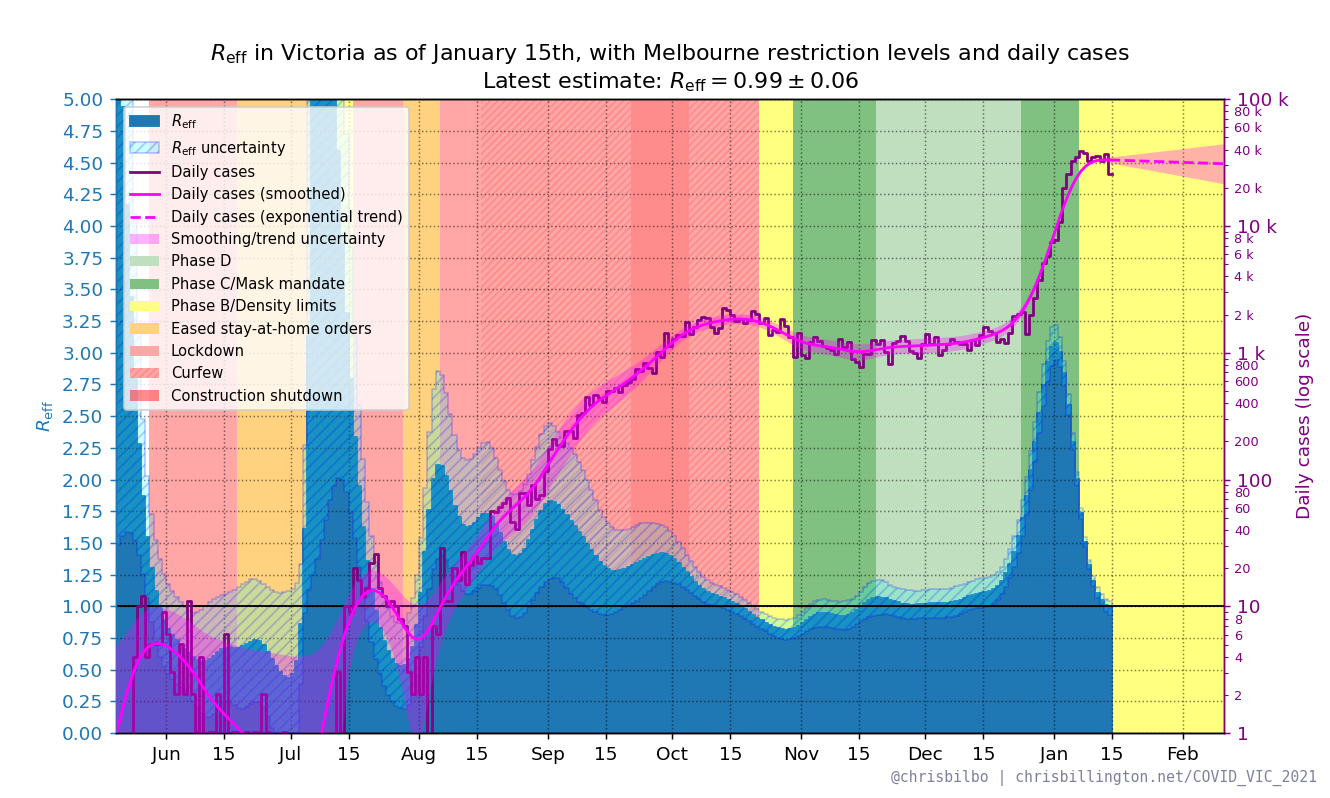 Reff in Victoria as of January 15th, with Melbourne restriction levels and daily cases
Latest estimate: Reff = 0.99 ± 0.06
Reff
5.00
4.75
4.50
4.25
4.00
3.75
3.50
3.25
3.00
2.75
2.50
2.25
2.00
1.75
1.50
1.25
1.00
0.75
0.50
0.25
0.00
Reff
Reff uncertainty
Daily cases
Daily cases (smoothed)
Daily cases (exponential trend)
Smoothing/trend uncertainty
Phase D
Phase C/Mask mandate
Phase B/Density limits
Eased stay-at-home orders
Lockdown
Curfew
Construction shutdown
100 k
80 k
60 k
40 k
20 k
10 k
8 k
6 k
4 k
2 k
1 k
800
600
400
200
100
80
60
40
20
10
8
6
4
2
1
Daily cases (log scale)
Jun 15 Jul 15 Aug 15 Sep 15 Oct 15 Nov 15 Dec 15 Jan 15 Feb
@chrisbilbo | chrisbillington.net/COVID_VIC_2021